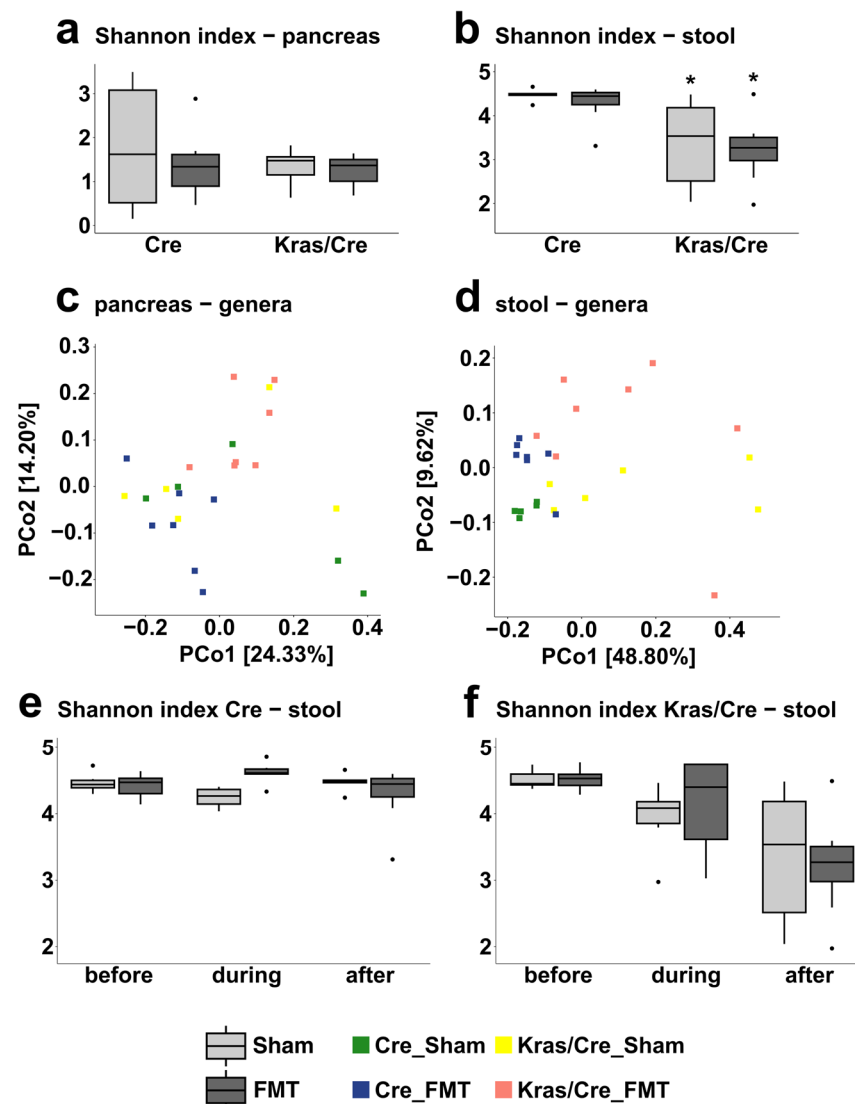 a Shannon index − pancreas
3
2
1
0
Cre Kras/Cre
b Shannon index − stool
5
4
3
2
* *
Cre Kras/Cre
c pancreas − genera
PCo2 [14.20%]
0.3
0.2
0.1
0.0
−0.1
−0.2
−0.2 0.0 0.2 0.4
PCo1 [24.33%]
d stool − genera
PCo2 [9.62%]
0.2
0.1
0.0
−0.1
−0.2
−0.2 0.0 0.2 0.4
PCo1 [48.80%]
e Shannon index Cre − stool
5
4
3
2
before during after
f Shannon index Kras/Cre − stool
5
4
3
2
before during after
Sham Cre_Sham Kras/Cre_Sham
FMT Cre_FMT Kras/Cre_FMT